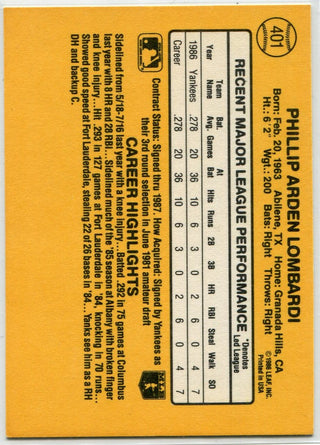 401
PHILLIP ARDEN LOMBARDI
Born: Feb. 20, 1963 Abilene, TX Home: Granada Hills, CA
Ht.: 6'2" Wgt.: 200 Bats: Right Throws: Right
RECENT MAJOR LEAGUE PERFORMANCE
*Denotes
Led League
Team Bat. At
Year Name Avg. Games Bat Hits Runs 2B 3B HR RBI Steal Walk SO
1986 Yankees .278 20 36 10 6 3 0 2 6 0 4 7
Career .278 20 36 10 6 3 0 2 6 0 4 7
© 1986 LEAF, INC.
Printed in USA
Contract Status: Signed thru 1987. How Acquired: Signed by Yankees as
their 3rd round selection in June 1981 amateur draft
CAREER HIGHLIGHTS
Sidelined from 5/18-7/16 last year with a knee injury...Batted .292 in 75 games at Columbus
last year with 8 HR and 28 RBI...Sidelined much of the '85 season at Albany with broken finger
and knee injury...Hit .293 in 127 games at Fort Lauderdale in '84, knocking in 70 runs...
Showed good speed at Fort Lauderdale, stealing 22 of 26 bases in '84...Yanks see him as a RH
DH and backup C.